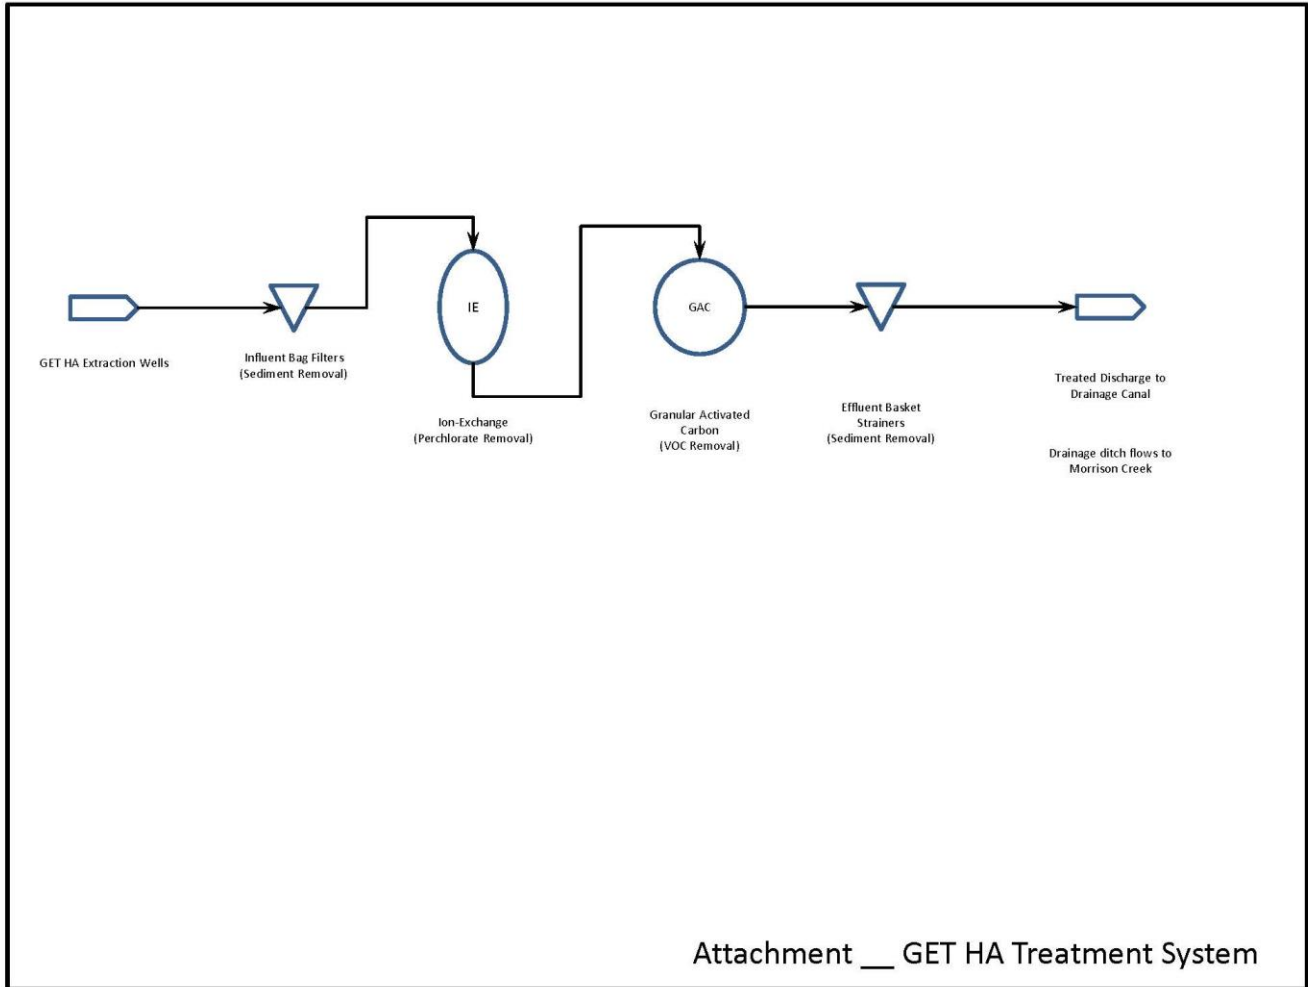 IE
GAC
GET HA Extraction Wells
Influent Bag Filters
(Sediment Removal)
Ion-Exchange
(Perchlorate Removal)
Granular Activated
Carbon
(VOC Removal)
Effluent Basket
Strainers
(Sediment Removal)
Treated Discharge to
Drainage Canal
Drainage ditch flows to
Morrison Creek
Attachment __ GET HA Treatment System